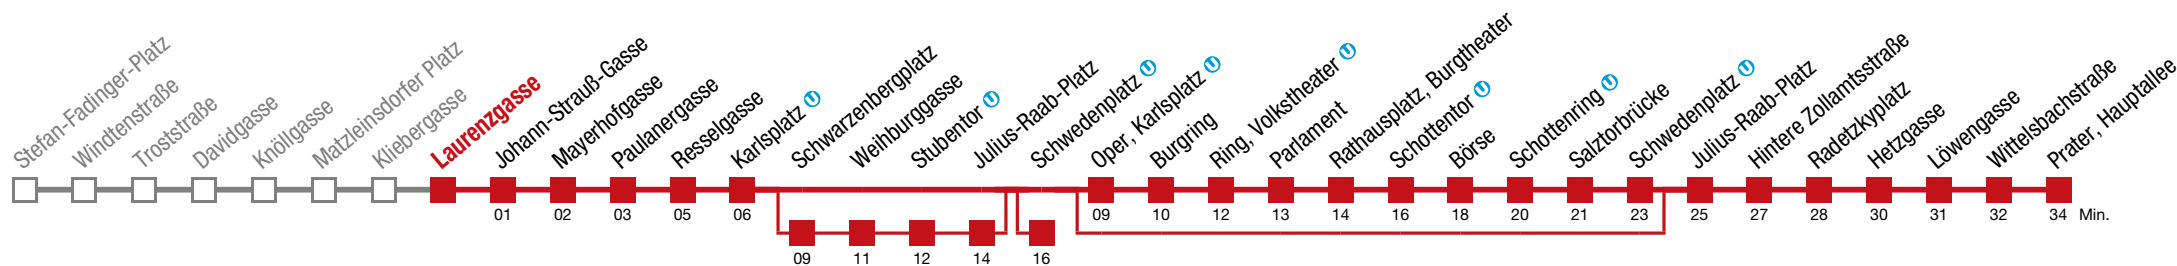 Stefan-Fadinger-Platz
Windtenstraße
Troststraße
Davidgasse
Knöllgasse
Matzleinsdorfer Platz
Kliebergasse
Laurenzgasse
Johann-Strauß-Gasse
Mayerhofgasse
Paulanergasse
Resselgasse
Karlsplatz U
Schwarzenbergplatz
Weihburggasse
Stubentor U
Julius-Raab-Platz
Schwedenplatz U
Oper, Karlsplatz U
Burgring
Ring, Volkstheater U
Parlament
Rathausplatz, Burgtheater
Schottentor U
Börse
Schottenring U
Salztorbrücke
Schwedenplatz U
Julius-Raab-Platz
Hintere Zollamtsstraße
Radetzkyplatz
Hetzgasse
Löwengasse
Wittelsbachstraße
Prater, Hauptallee
01 02 03 05 06 09 10 12 13 14 16 18 20 21 23 25 27 28 30 31 32 34 Min.
09 11 12 14 16